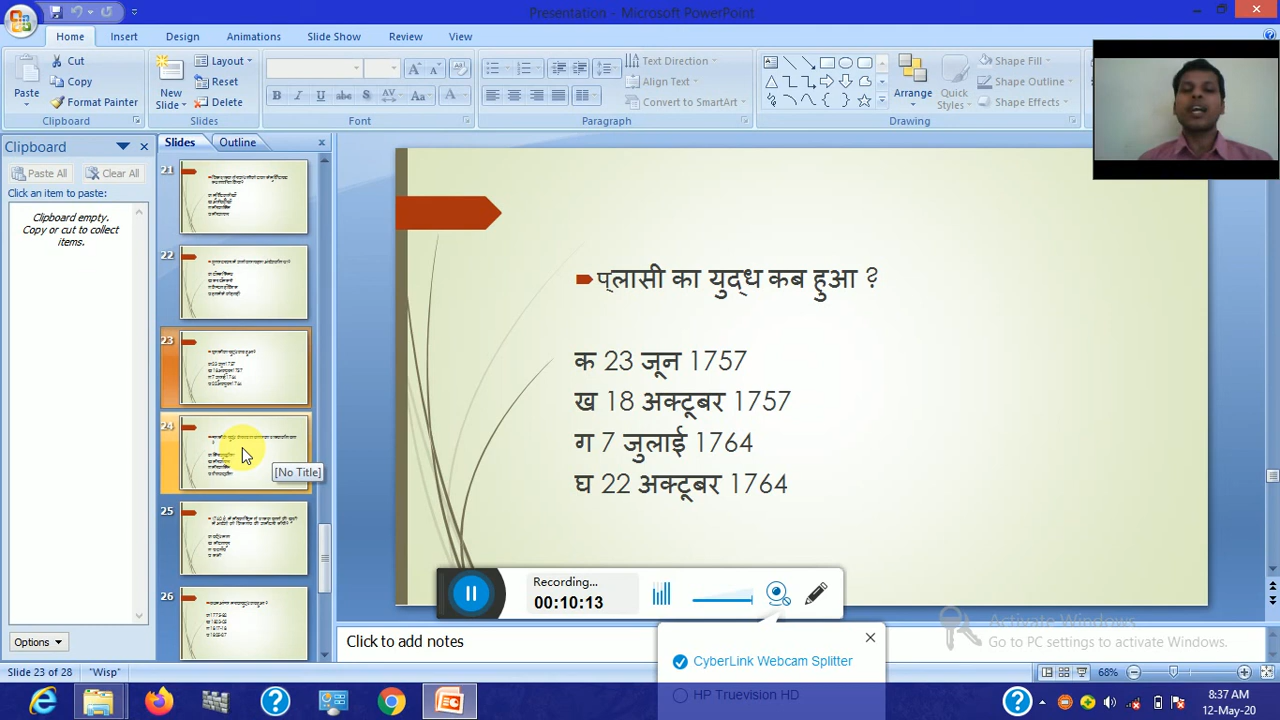 Presentation - Microsoft PowerPoint
Home Insert Design Animations Slide Show Review View
Paste
Cut
Copy
Format Painter
Clipboard
New Slide
Layout
Reset
Delete
Slides
Font
Text Direction
Align Text
Convert to SmartArt
Paragraph
Arrange
Quick Styles
Shape Fill
Shape Outline
Shape Effects
Drawing
Clipboard
Paste All Clear All
Click an item to paste:
Clipboard empty.
Copy or cut to collect
items.
Options
Slides Outline
21
22
23
24
[No Title]
25
26
प्लासी का युद्ध कब हुआ ?
क 23 जून 1757
ख 18 अक्टूबर 1757
ग 7 जुलाई 1764
घ 22 अक्टूबर 1764
Recording...
00:10:13
CyberLink Webcam Splitter
HP Truevision HD
Click to add notes
Activate Windows
Go to PC settings to activate Windows.
Slide 23 of 28 "Wisp" 68%
8:37 AM
12-May-20